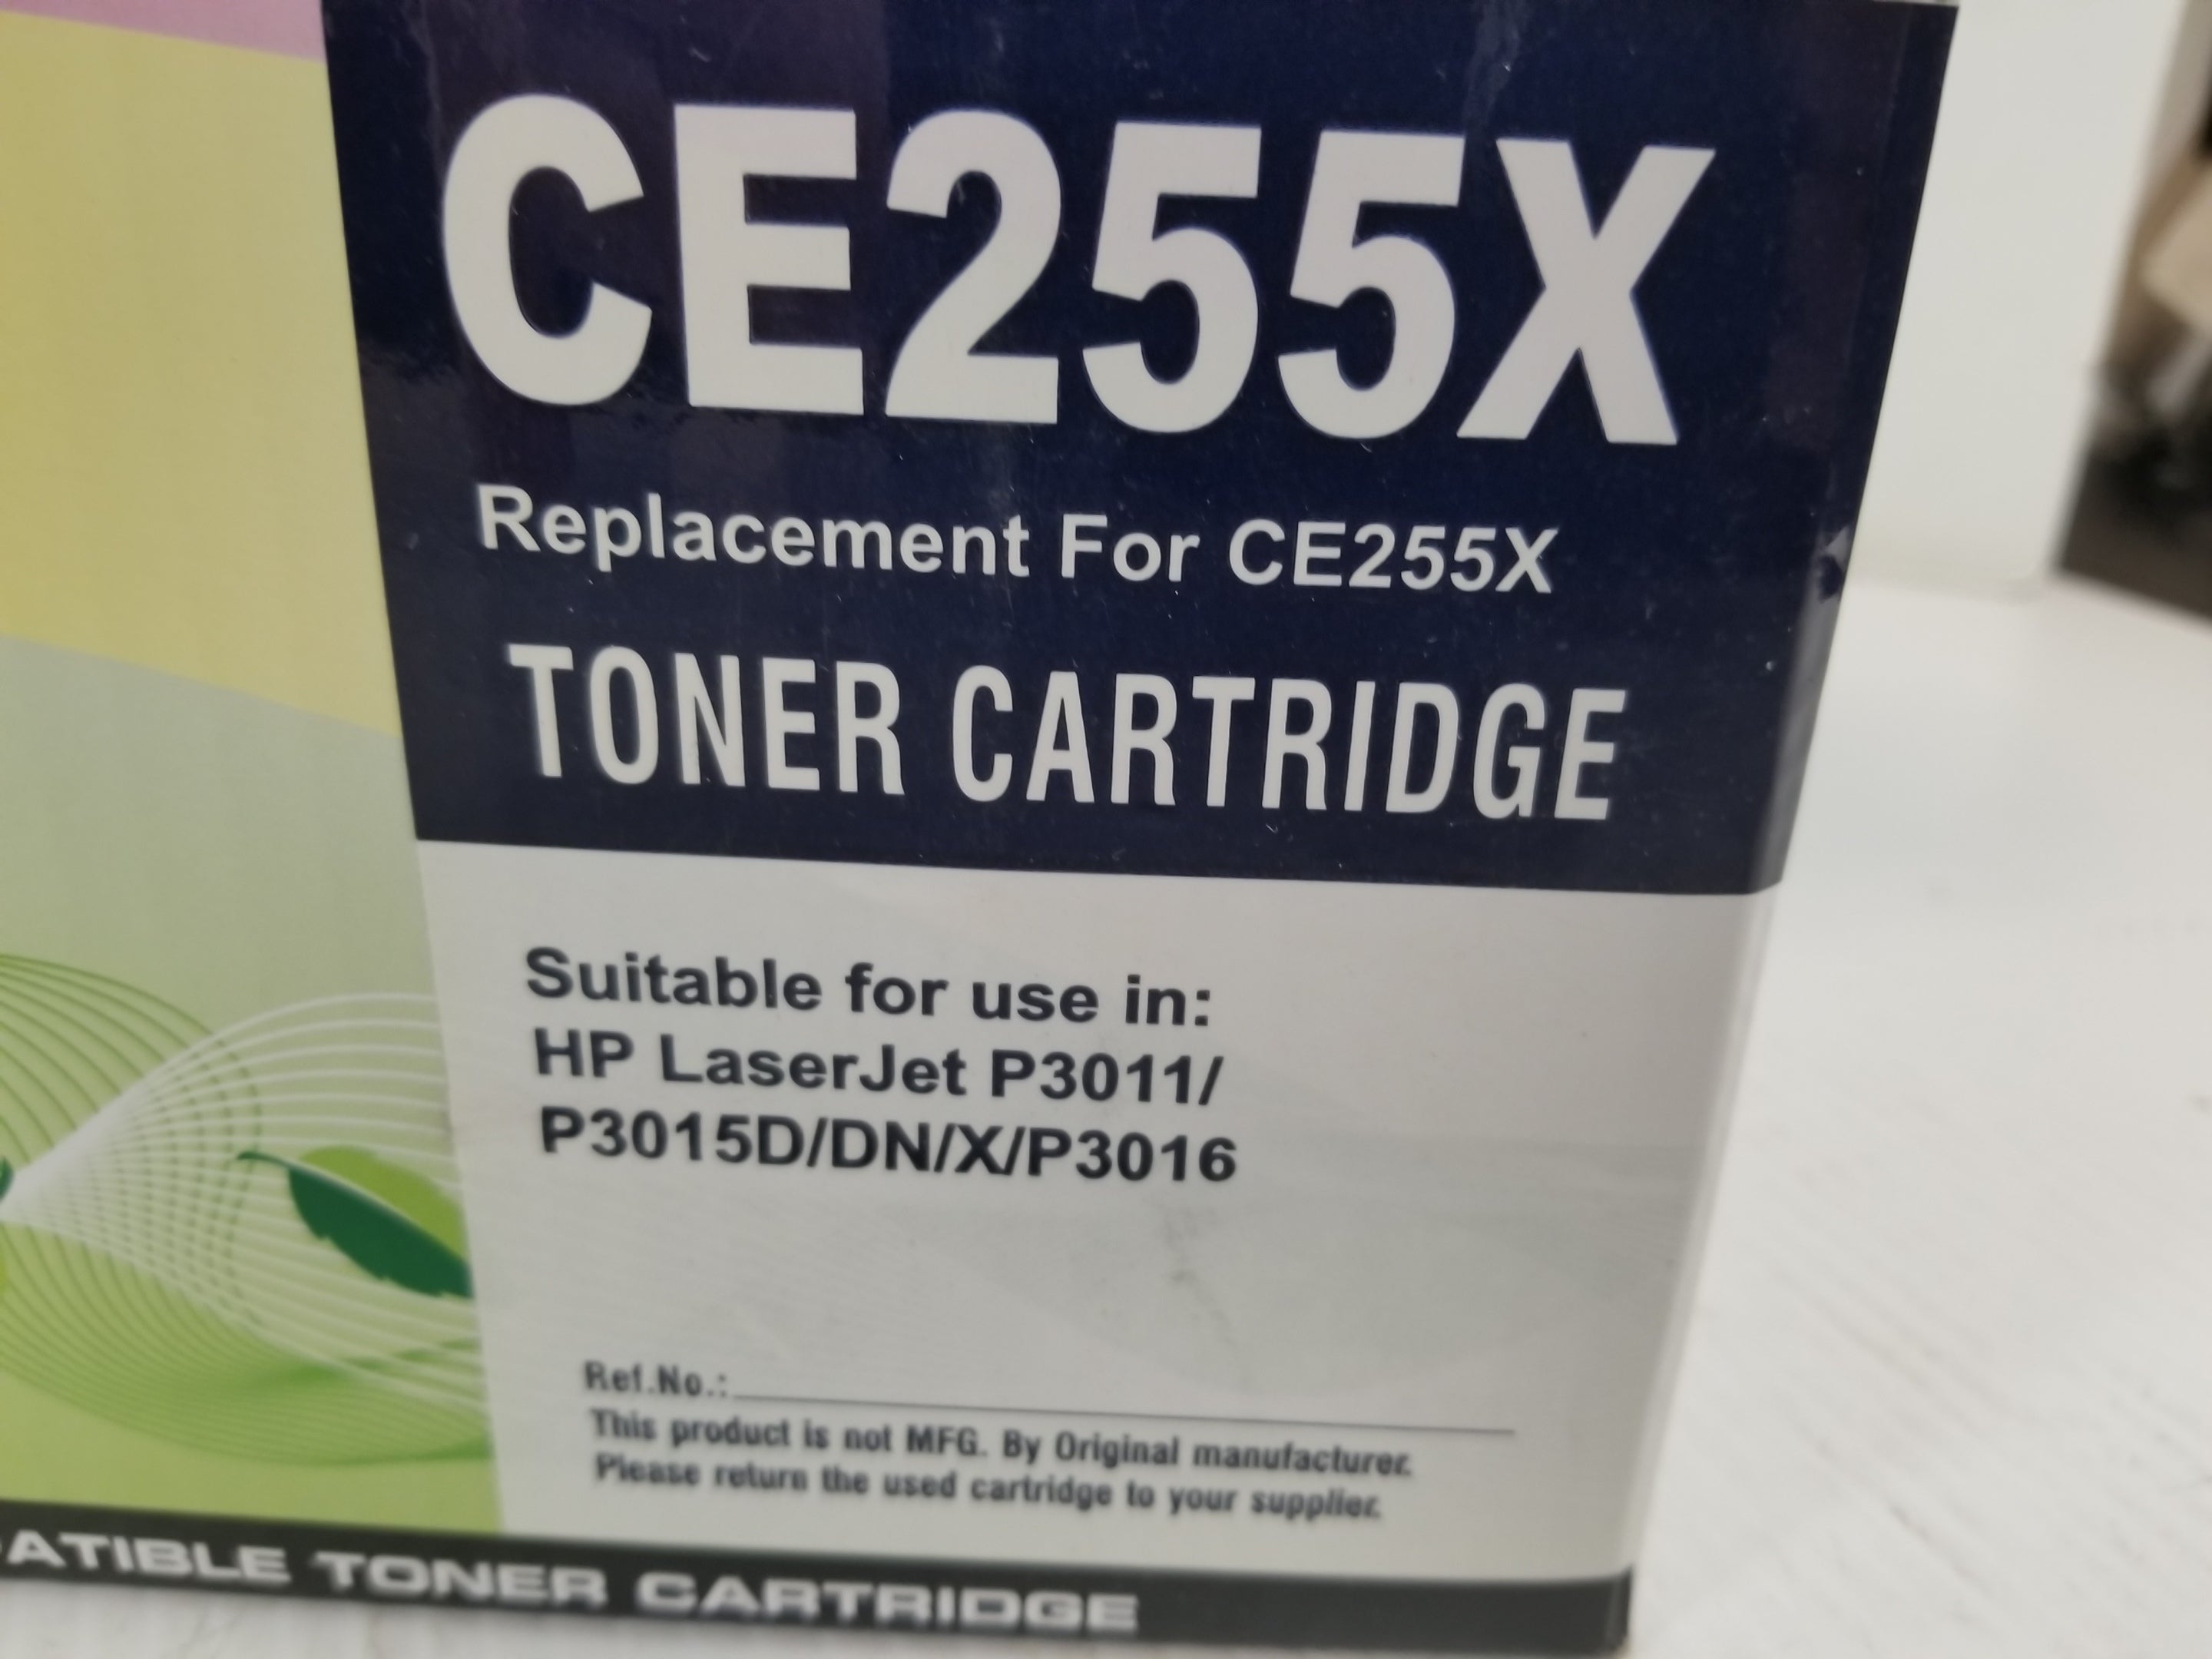 CE255X
Replacement For CE255X
TONER CARTRIDGE
Suitable for use in:
HP LaserJet P3011/
P3015D/DN/X/P3016
Ref.No.:
This product is not MFG. By Original manufacturer.
Please return the used cartridge to your supplier.
ATIBLE TONER CARTRIDGE